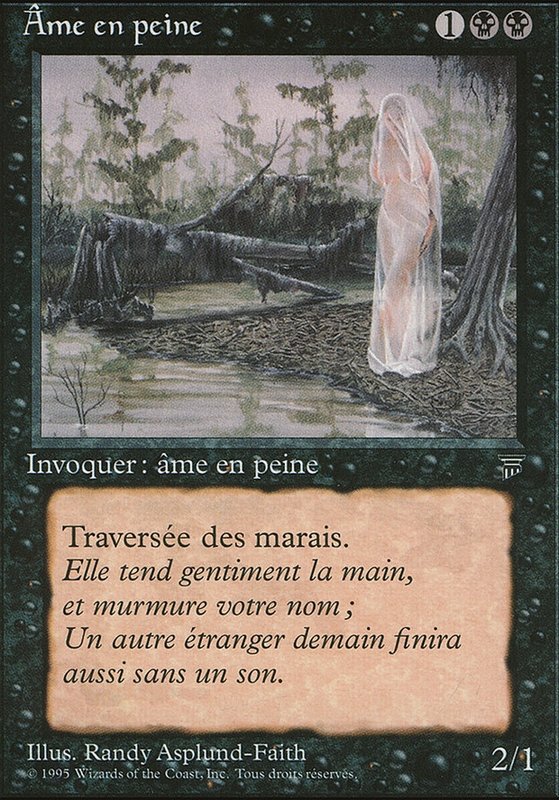 Âme en peine
1
Invoquer : âme en peine
Traversée des marais.
Elle tend gentiment la main,
et murmure votre nom ;
Un autre étranger demain finira
aussi sans un son.
Illus. Randy Asplund-Faith
2/1
© 1995 Wizards of the Coast, Inc. Tous droits réservés.